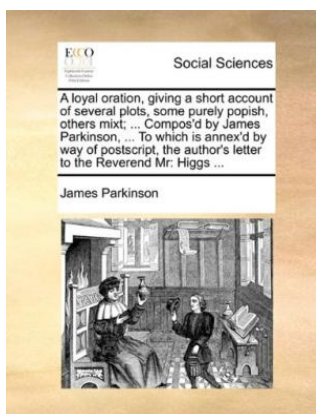 ECCO
Social Sciences
A loyal oration, giving a short account
of several plots, some purely popish,
others mixt; ... Compos'd by James
Parkinson, ... To which is annex'd by
way of postscript, the author's letter
to the Reverend Mr: Higgs ...
James Parkinson